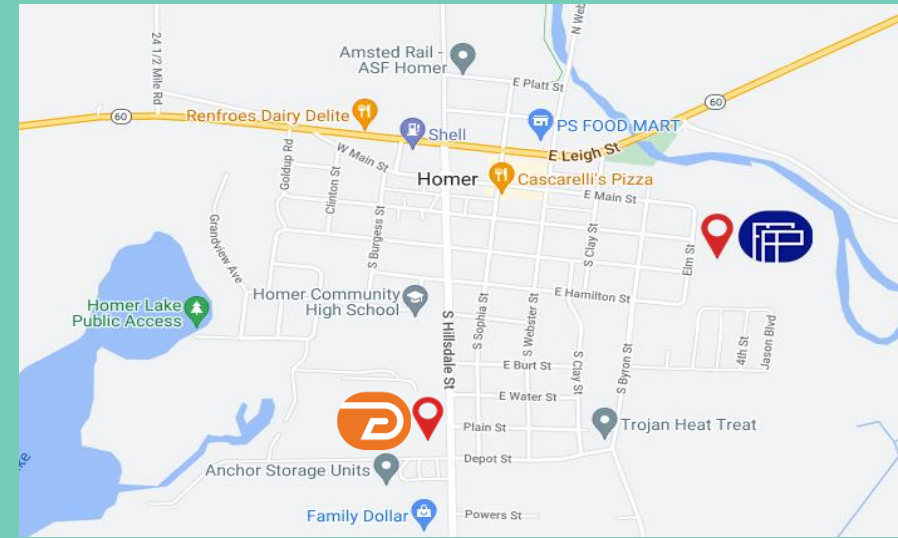 24 1/2 Mile Rd
Amsted Rail -
ASF Homer
N Web
E Platt St
60
60
Renfroes Dairy Delite
Shell
PS FOOD MART
E Leigh St
W Main St
Goldup Rd
Homer
Cascarelli's Pizza
Clinton St
E Main St
Grandview Ave
S Burgess St
S Clay St
Elm St
Homer Community
High School
E Hamilton St
Homer Lake
Public Access
S Hillsdale St
S Sophia St
S Webster St
S Clay St
S Byron St
4th St
Jason Blvd
E Burt St
E Water St
Plain St
Trojan Heat Treat
Anchor Storage Units
Depot St
Family Dollar
Powers St